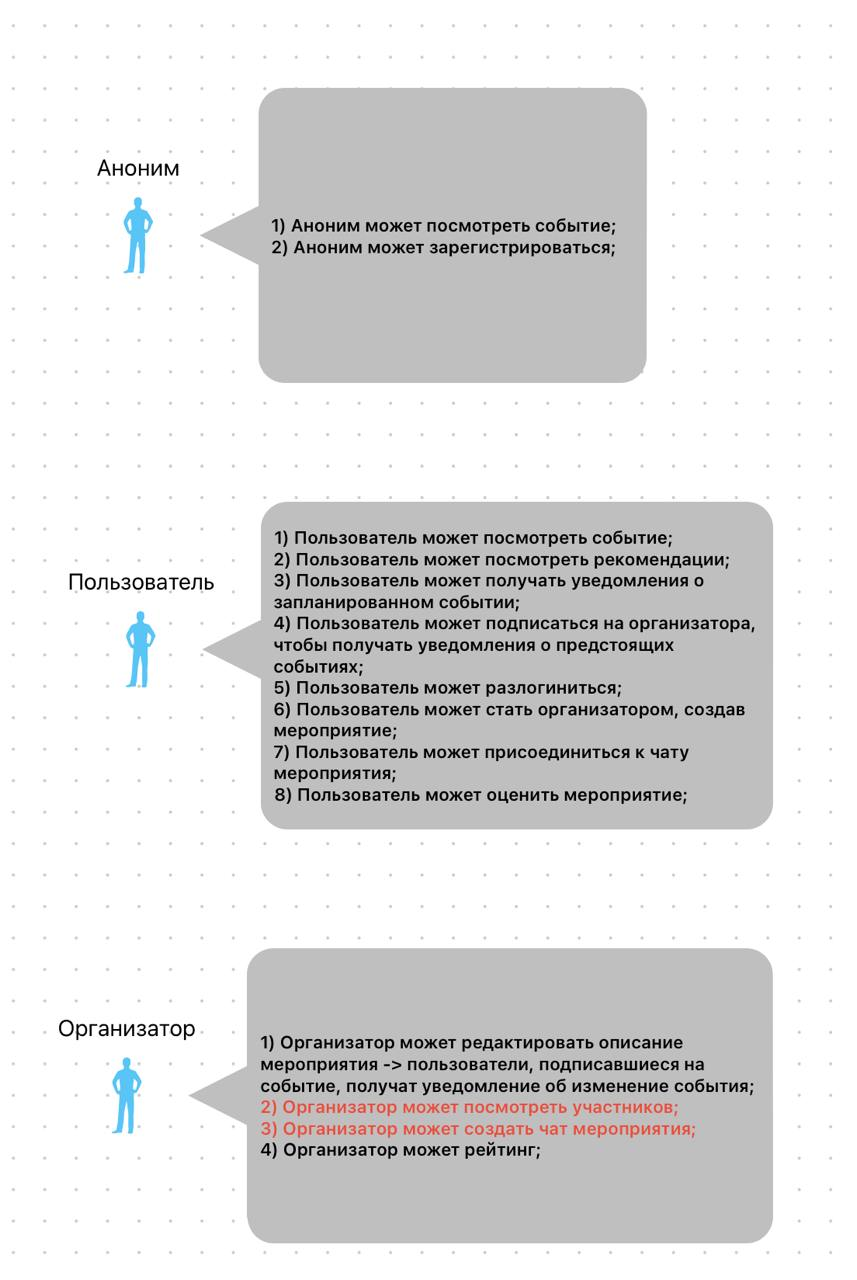 Аноним
1) Аноним может посмотреть событие;
2) Аноним может зарегистрироваться;
Пользователь
1) Пользователь может посмотреть событие;
2) Пользователь может посмотреть рекомендации;
3) Пользователь может получать уведомления о
запланированном событии;
4) Пользователь может подписаться на организатора,
чтобы получать уведомления о предстоящих
событиях;
5) Пользователь может разлогиниться;
6) Пользователь может стать организатором, создав
мероприятие;
7) Пользователь может присоединиться к чату
мероприятия;
8) Пользователь может оценить мероприятие;
Организатор
1) Организатор может редактировать описание
мероприятия -> пользователи, подписавшиеся на
событие, получат уведомление об изменение события;
2) Организатор может посмотреть участников;
3) Организатор может создать чат мероприятия;
4) Организатор может рейтинг;